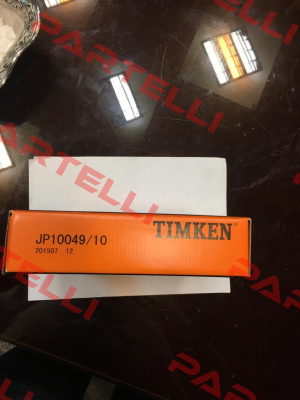 PARTELLI
JP10049/10
TIMKEN
201507 12
PARTELLI
PARTELLI